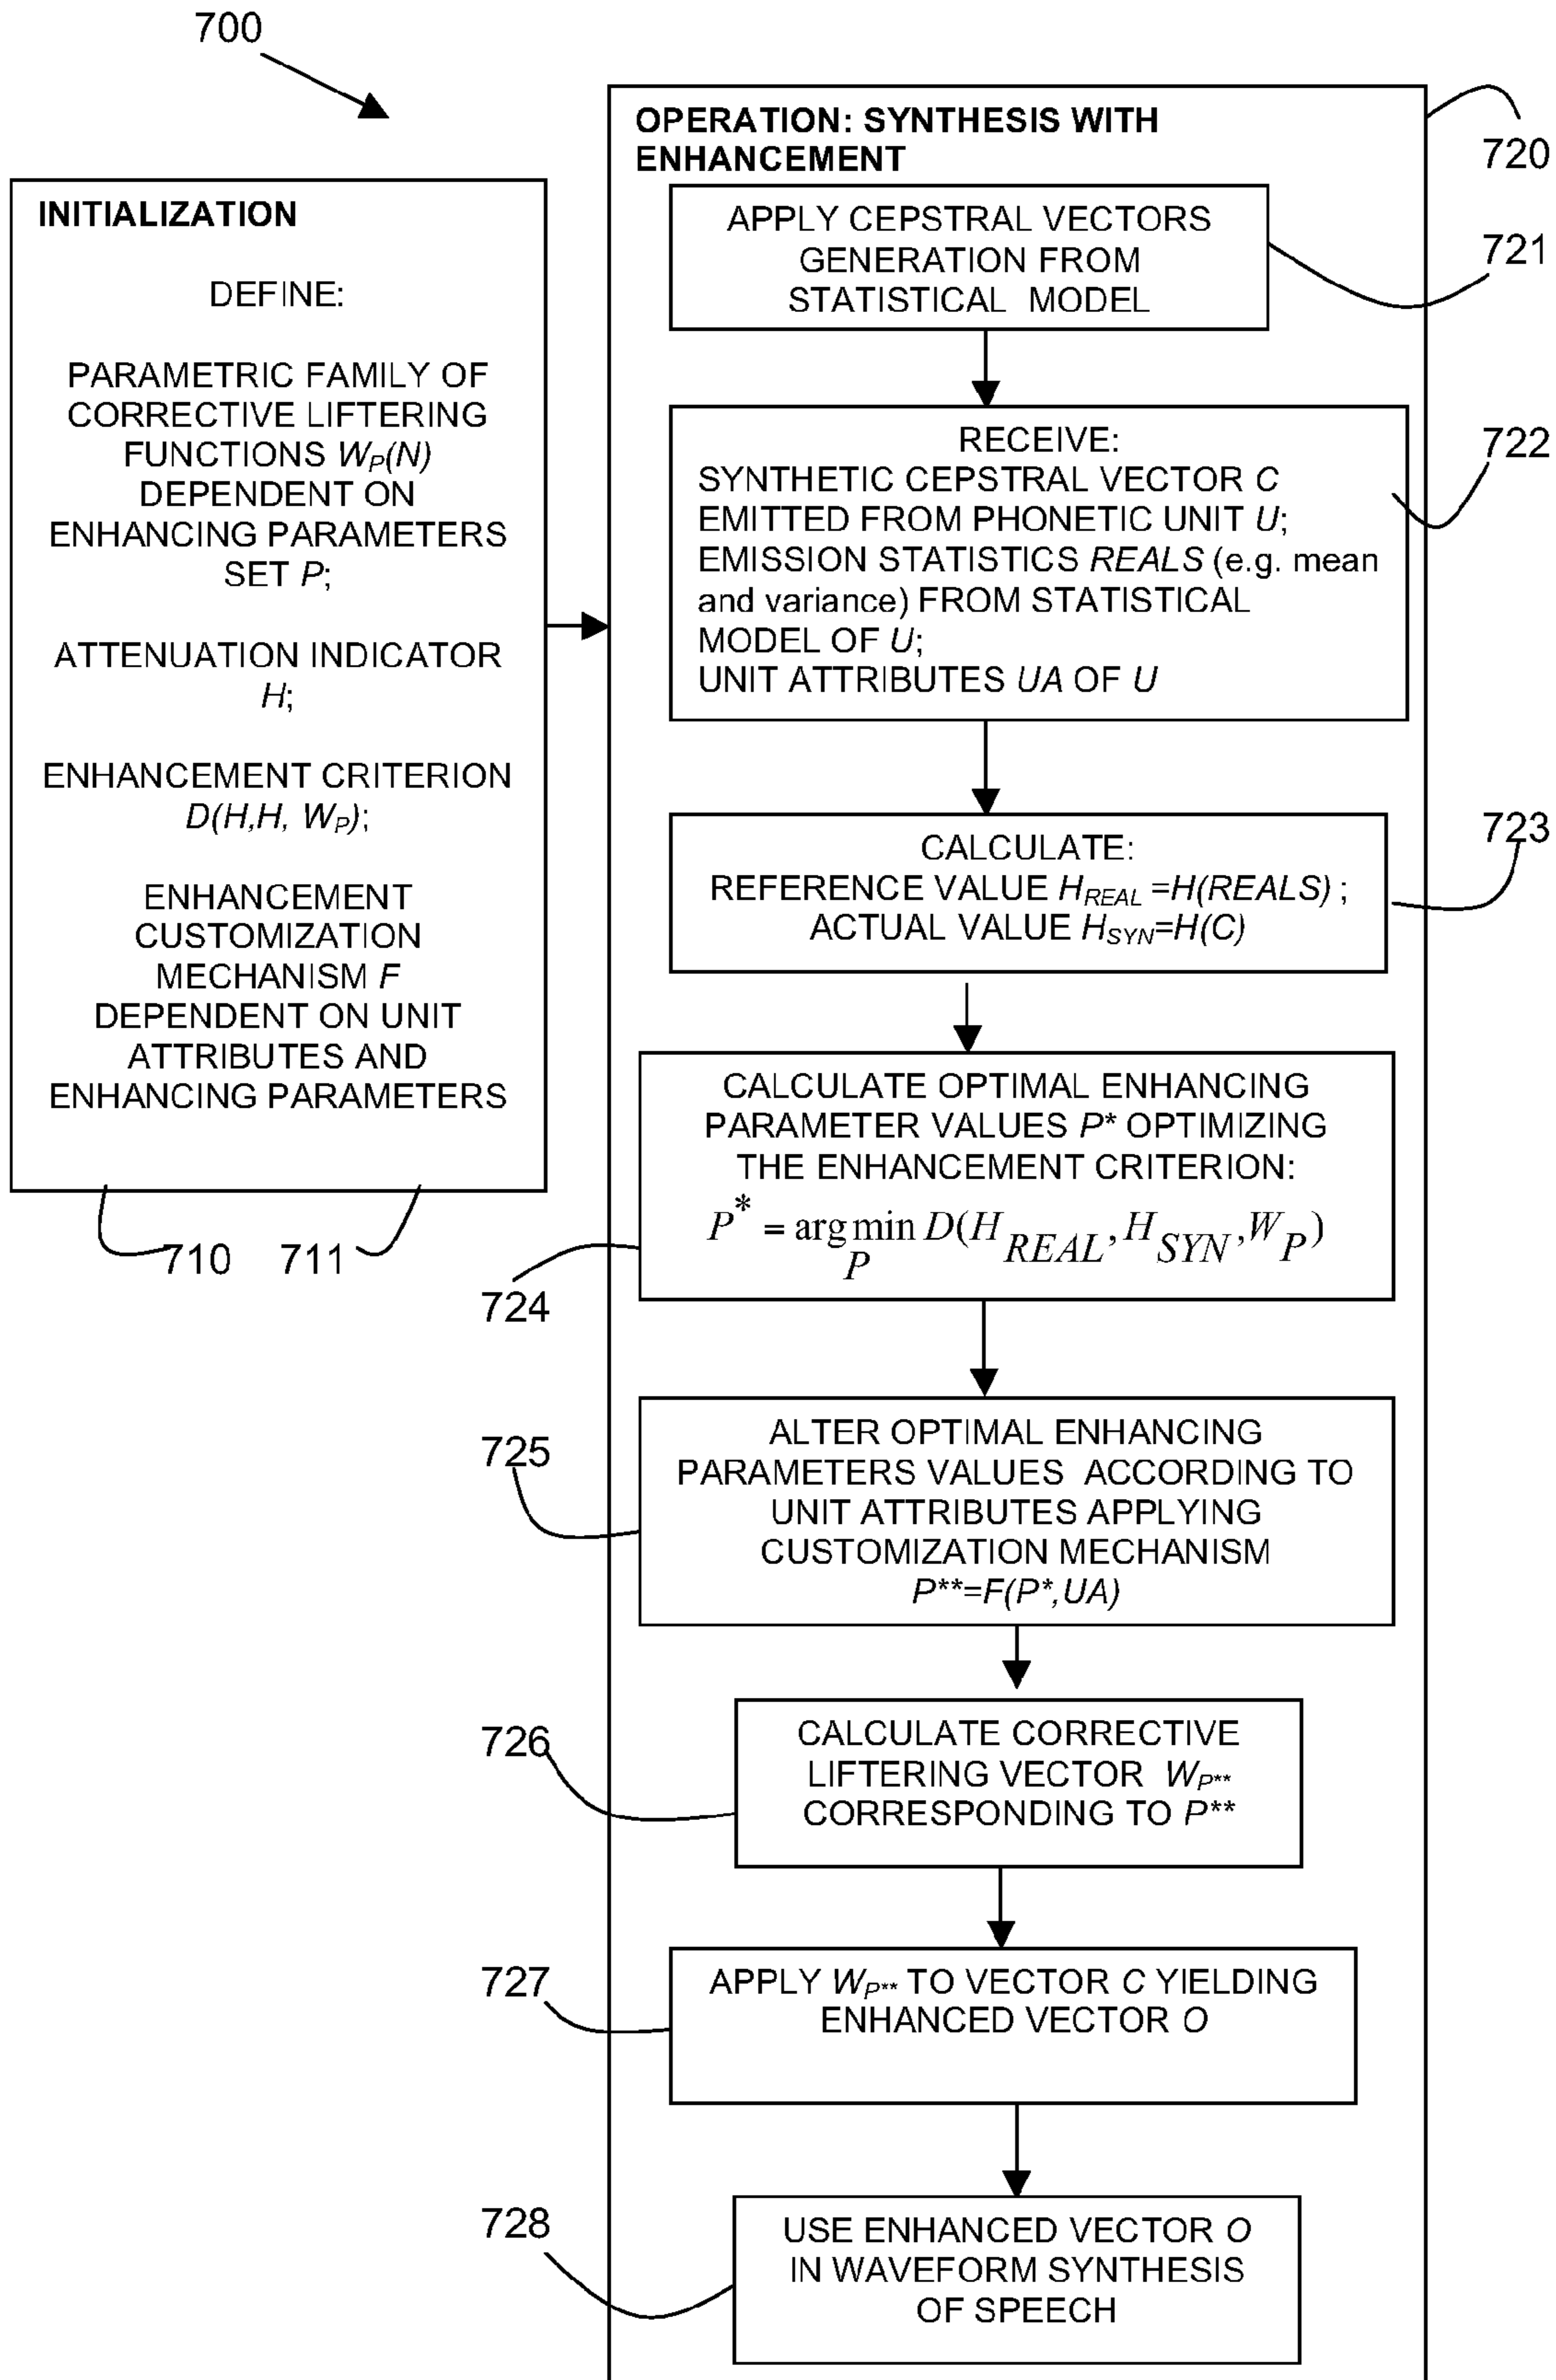 700
OPERATION: SYNTHESIS WITH
ENHANCEMENT
720
INITIALIZATION
DEFINE:
PARAMETRIC FAMILY OF
CORRECTIVE LIFTERING
FUNCTIONS W_P(N)
DEPENDENT ON
ENHANCING PARAMETERS
SET P;
ATTENUATION INDICATOR
H;
ENHANCEMENT CRITERION
D(H,H, W_P);
ENHANCEMENT
CUSTOMIZATION
MECHANISM F
DEPENDENT ON UNIT
ATTRIBUTES AND
ENHANCING PARAMETERS
710
711
APPLY CEPSTRAL VECTORS
GENERATION FROM
STATISTICAL MODEL
721
RECEIVE:
SYNTHETIC CEPSTRAL VECTOR C
EMITTED FROM PHONETIC UNIT U;
EMISSION STATISTICS REALS (e.g. mean
and variance) FROM STATISTICAL
MODEL OF U;
UNIT ATTRIBUTES UA OF U
722
CALCULATE:
REFERENCE VALUE H_REAL =H(REALS) ;
ACTUAL VALUE H_SYN=H(C)
723
CALCULATE OPTIMAL ENHANCING
PARAMETER VALUES P* OPTIMIZING
THE ENHANCEMENT CRITERION:
P* = arg min D(H_REAL, H_SYN, W_P)
P
724
ALTER OPTIMAL ENHANCING
PARAMETERS VALUES ACCORDING TO
UNIT ATTRIBUTES APPLYING
CUSTOMIZATION MECHANISM
P**=F(P*,UA)
725
CALCULATE CORRECTIVE
LIFTERING VECTOR W_P**
CORRESPONDING TO P**
726
APPLY W_P** TO VECTOR C YIELDING
ENHANCED VECTOR O
727
USE ENHANCED VECTOR O
IN WAVEFORM SYNTHESIS
OF SPEECH
728